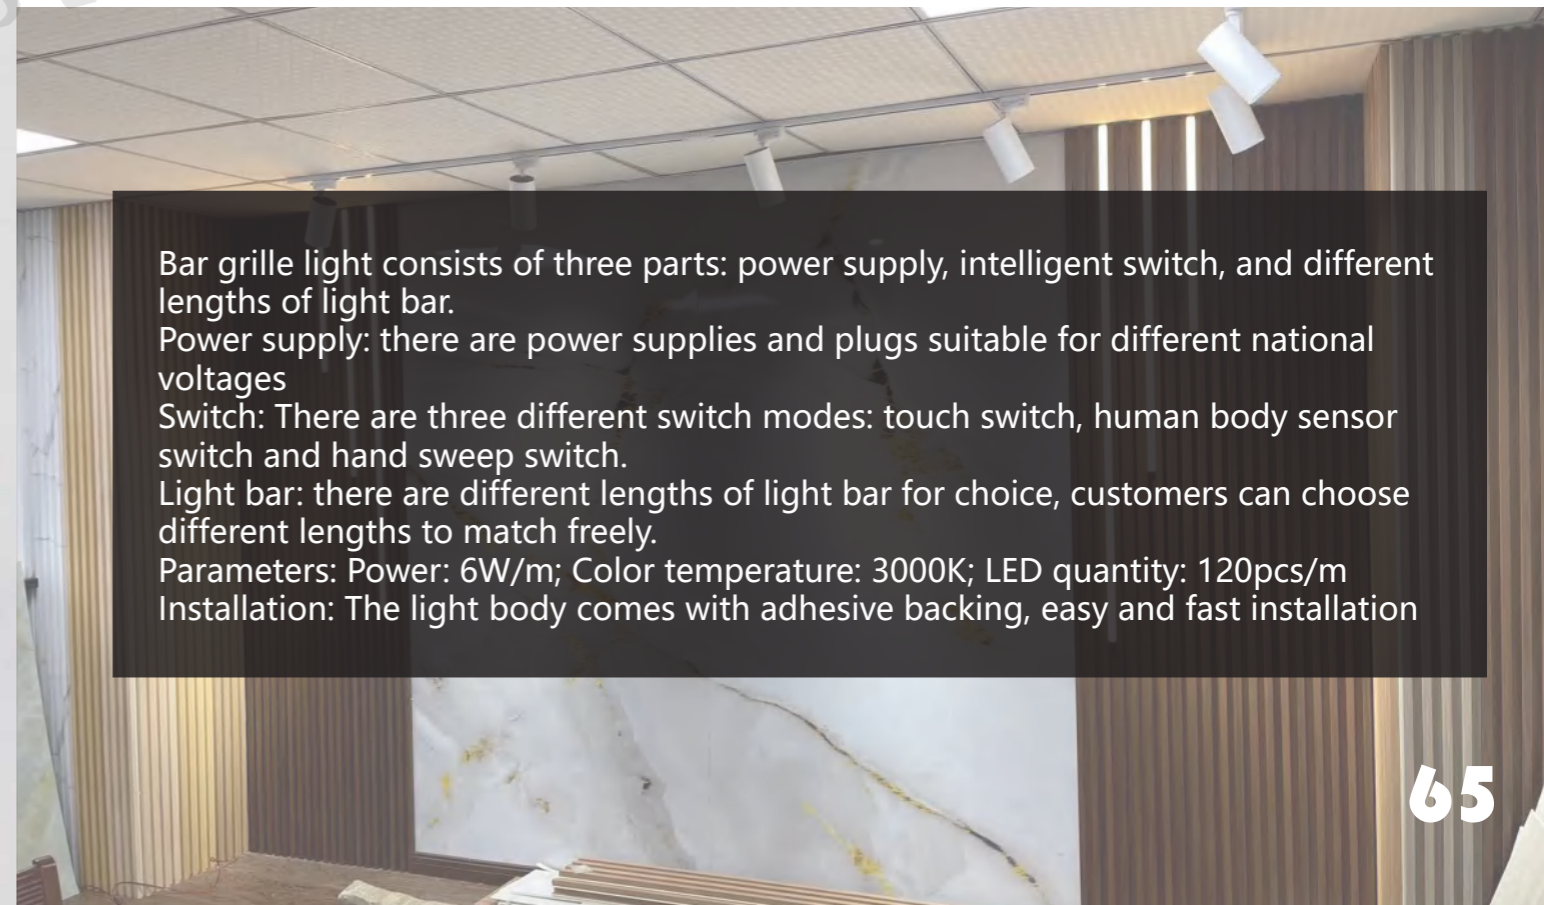 Bar grille light consists of three parts: power supply, intelligent switch, and different
lengths of light bar.
Power supply: there are power supplies and plugs suitable for different national
voltages
Switch: There are three different switch modes: touch switch, human body sensor
switch and hand sweep switch.
Light bar: there are different lengths of light bar for choice, customers can choose
different lengths to match freely.
Parameters: Power: 6W/m; Color temperature: 3000K; LED quantity: 120pcs/m
Installation: The light body comes with adhesive backing, easy and fast installation
65